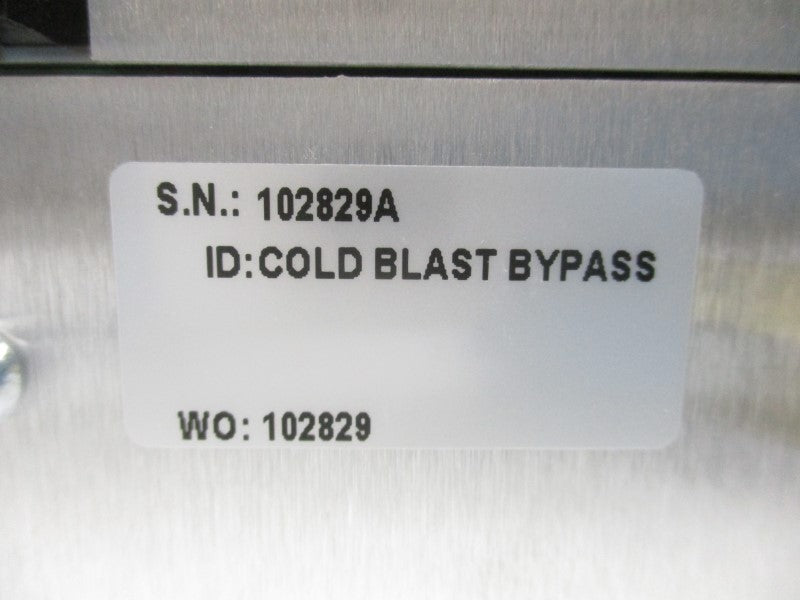 S.N.: 102829A
ID:COLD BLAST BYPASS
WO: 102829